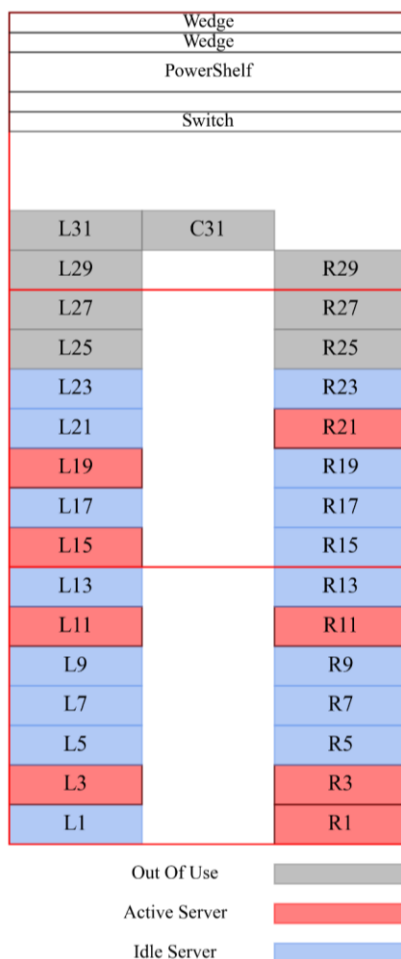 Wedge
Wedge
PowerShelf
Switch
L31 C31
L29 R29
L27 R27
L25 R25
L23 R23
L21 R21
L19 R19
L17 R17
L15 R15
L13 R13
L11 R11
L9 R9
L7 R7
L5 R5
L3 R3
L1 R1
Out Of Use
Active Server
Idle Server